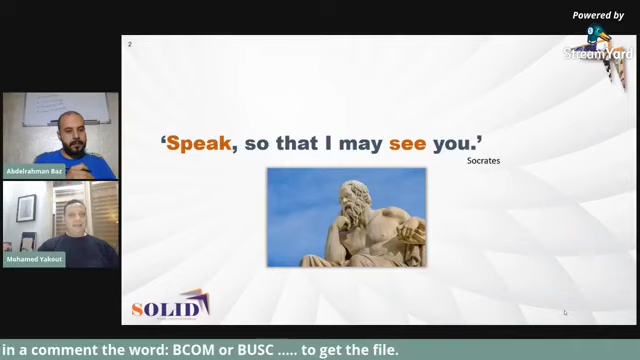 Powered by
StreamYard
2
‘Speak, so that I may see you.’
Socrates
Abdelrahman Baz
Mohamed Yakout
SOLID
in a comment the word: BCOM or BUSC ..... to get the file.